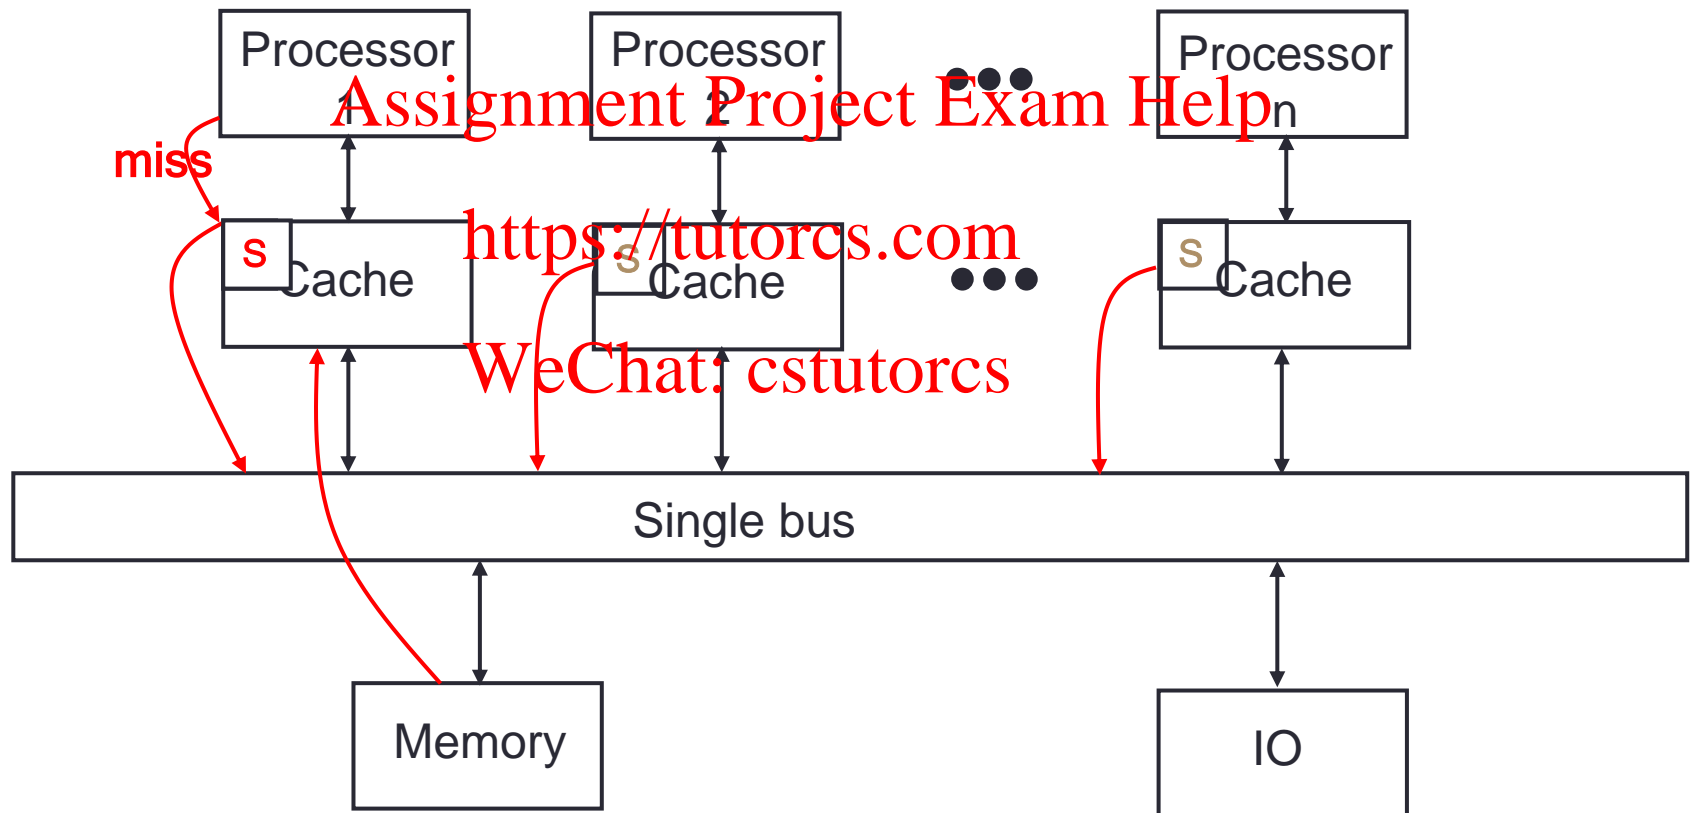 Processor
1
Processor
2
Processor
n
Assignment Project Exam Help
miss
s
Cache
s
Cache
s
Cache
https://tutorcs.com
WeChat: cstutorcs
Single bus
Memory
IO